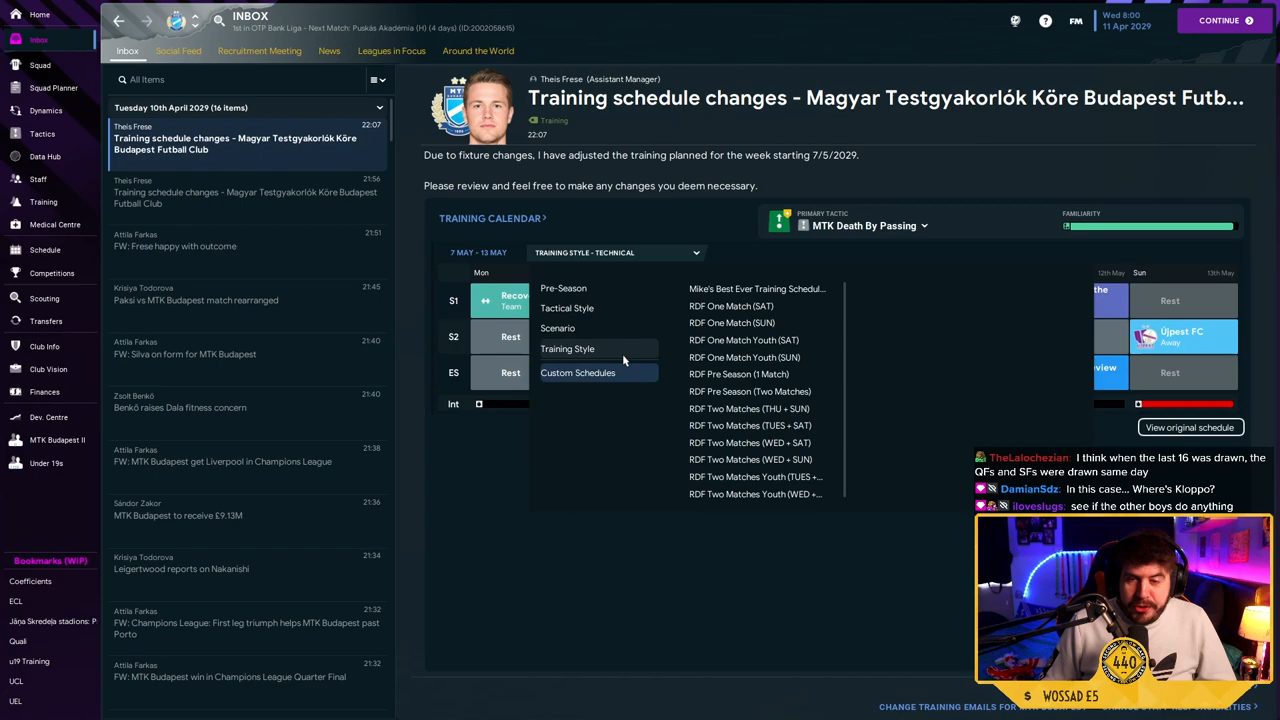 Home
Inbox
Squad
Squad Planner
Dynamics
Tactics
Data Hub
Staff
Training
Medical Centre
Schedule
Competitions
Scouting
Transfers
Club Info
Club Vision
Finances
Dev. Centre
MTK Budapest II
Under 19s
Bookmarks (WiP)
Coefficients
ECL
Jāņa Skredeļa stadions: P
Quali
u19 Training
UCL
UEL
INBOX
1st in OTP Bank Liga - Next Match: Puskás Akadémia (H) (4 days) (ID:2002058615)
FM
Wed 8:00
11 Apr 2029
CONTINUE
Inbox
Social Feed
Recruitment Meeting
News
Leagues in Focus
Around the World
All Items
Tuesday 10th April 2029 (16 items)
Theis Frese
22:07
Training schedule changes - Magyar Testgyakorlók Köre
Budapest Futball Club
Theis Frese
21:56
Training schedule changes - Magyar Testgyakorlók Köre Budapest
Futball Club
Attila Farkas
21:51
FW: Frese happy with outcome
Krisiya Todorova
21:45
Paksi vs MTK Budapest match rearranged
Attila Farkas
21:40
FW: Silva on form for MTK Budapest
Zsolt Benkő
21:40
Benkő raises Dala fitness concern
Attila Farkas
21:38
FW: MTK Budapest get Liverpool in Champions League
Sándor Zakor
21:36
MTK Budapest to receive £9.13M
Krisiya Todorova
21:34
Leigertwood reports on Nakanishi
Attila Farkas
21:32
FW: Champions League: First leg triumph helps MTK Budapest past
Porto
Attila Farkas
21:32
FW: MTK Budapest win in Champions League Quarter Final
Theis Frese (Assistant Manager)
Training schedule changes - Magyar Testgyakorlók Köre Budapest Futb...
Training
22:07
Due to fixture changes, I have adjusted the training planned for the week starting 7/5/2029.
Please review and feel free to make any changes you deem necessary.
TRAINING CALENDAR
PRIMARY TACTIC
MTK Death By Passing
FAMILIARITY
7 MAY - 13 MAY
TRAINING STYLE - TECHNICAL
Mon
12th May
Sun
13th May
S1
Recov
Team
S2
Rest
ES
Rest
Int
Pre-Season
Tactical Style
Scenario
Training Style
Custom Schedules
Mike's Best Ever Training Schedul...
RDF One Match (SAT)
RDF One Match (SUN)
RDF One Match Youth (SAT)
RDF One Match Youth (SUN)
RDF Pre Season (1 Match)
RDF Pre Season (Two Matches)
RDF Two Matches (THU + SUN)
RDF Two Matches (TUES + SAT)
RDF Two Matches (WED + SAT)
RDF Two Matches (WED + SUN)
RDF Two Matches Youth (TUES +...
RDF Two Matches Youth (WED +...
the
Rest
Újpest FC
Away
view
Rest
View original schedule
TheLalochezian: I think when the last 16 was drawn, the
QFs and SFs were drawn same day
DamianSdz: In this case... Where's Kloppo?
iloveslugs: see if the other boys do anything
440
$ WOSSAD £5
CHANGE TRAINING EMAILS FOR